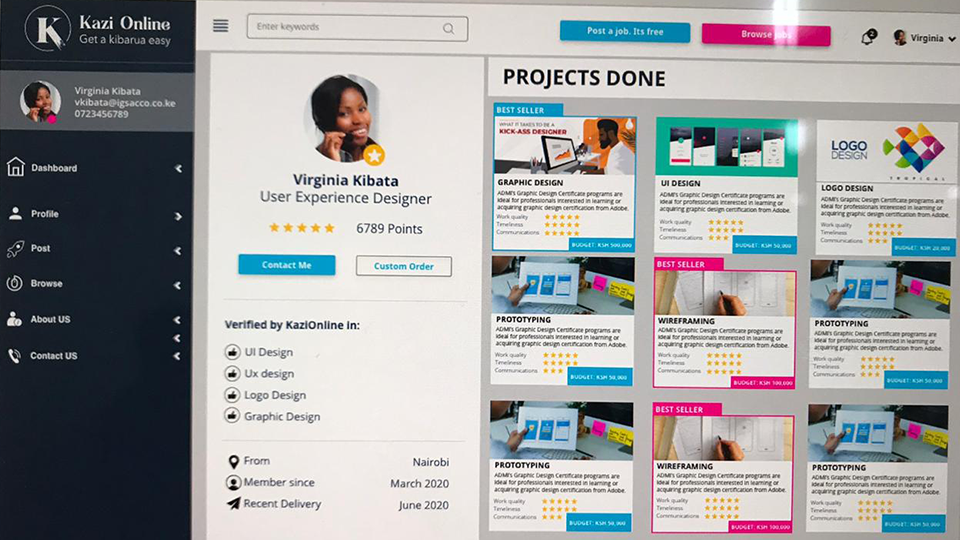 Kazi Online
Get a kibarua easy
Enter keywords
Post a job. Its free
Browse jobs
2
Virginia
Virginia Kibata
vkibata@igsacco.co.ke
0723456789
Dashboard
Profile
Post
Browse
About US
Contact US
Virginia Kibata
User Experience Designer
6789 Points
Contact Me
Custom Order
Verified by KaziOnline in:
UI Design
Ux design
Logo Design
Graphic Design
From Nairobi
Member since March 2020
Recent Delivery June 2020
PROJECTS DONE
BEST SELLER
WHAT IT TAKES TO BE A
KICK-ASS DESIGNER
GRAPHIC DESIGN
ADMI's Graphic Design Certificate programs are
ideal for professionals interested in learning or
acquiring graphic design certification from Adobe.
Work quality
Timeliness
Communications
BUDGET: KSH 500,000
UI DESIGN
ADMI's Graphic Design Certificate programs are
ideal for professionals interested in learning or
acquiring graphic design certification from Adobe.
Work quality
Timeliness
Communications
BUDGET: KSH 50,000
LOGO
DESIGN
TROPICAL
LOGO DESIGN
ADMI's Graphic Design Certificate programs are
ideal for professionals interested in learning or
acquiring graphic design certification from Adobe.
Work quality
Timeliness
Communications
BUDGET: KSH 20,000
PROTOTYPING
ADMI's Graphic Design Certificate programs are
ideal for professionals interested in learning or
acquiring graphic design certification from Adobe.
Work quality
Timeliness
Communications
BUDGET: KSH 50,000
BEST SELLER
WIREFRAMING
ADMI's Graphic Design Certificate programs are
ideal for professionals interested in learning or
acquiring graphic design certification from Adobe.
Work quality
Timeliness
Communications
BUDGET: KSH 100,000
PROTOTYPING
ADMI's Graphic Design Certificate programs are
ideal for professionals interested in learning or
acquiring graphic design certification from Adobe.
Work quality
Timeliness
Communications
BUDGET: KSH 50,000
PROTOTYPING
ADMI's Graphic Design Certificate programs are
ideal for professionals interested in learning or
acquiring graphic design certification from Adobe.
Work quality
Timeliness
Communications
BUDGET: KSH 50,000
BEST SELLER
WIREFRAMING
ADMI's Graphic Design Certificate programs are
ideal for professionals interested in learning or
acquiring graphic design certification from Adobe.
Work quality
Timeliness
Communications
BUDGET: KSH 100,000
PROTOTYPING
ADMI's Graphic Design Certificate programs are
ideal for professionals interested in learning or
acquiring graphic design certification from Adobe.
Work quality
Timeliness
Communications
BUDGET: KSH 50,000